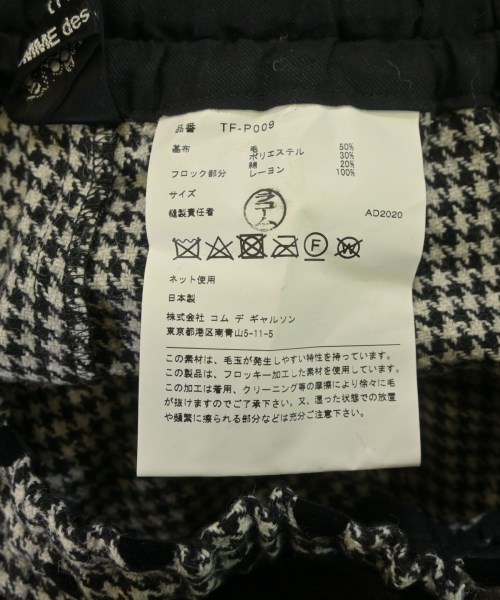 MME des
品番 TF-P009
基布 毛 50%
ポリエステル 30%
綿 20%
フロック部分 レーヨン 100%
サイズ
縫製責任者 AD2020
F W
ネット使用
日本製
株式会社 コム デ ギャルソン
東京都港区南青山5-11-5
この素材は、毛玉が発生しやすい特性を持っています。
この製品は、フロッキー加工した素材を使用しています。
この加工は着用、クリーニング等の摩擦により徐々に毛
が抜けますのでご了承下さい。又、濡った状態での放置
や頻繁に擦られる部分などは充分ご注意下さい。